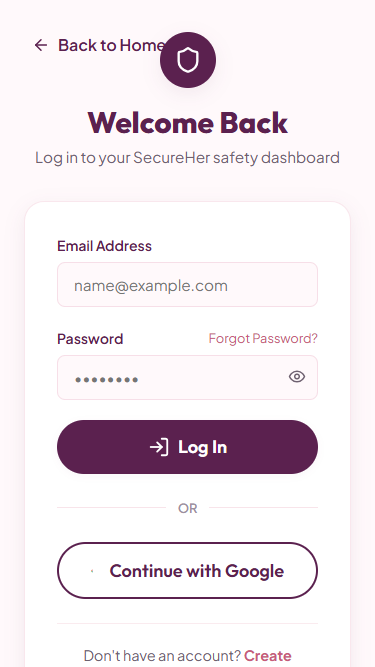 Back to Home
Welcome Back
Log in to your SecureHer safety dashboard
Email Address
name@example.com
Password Forgot Password?
••••••••
Log In
OR
Continue with Google
Don't have an account? Create